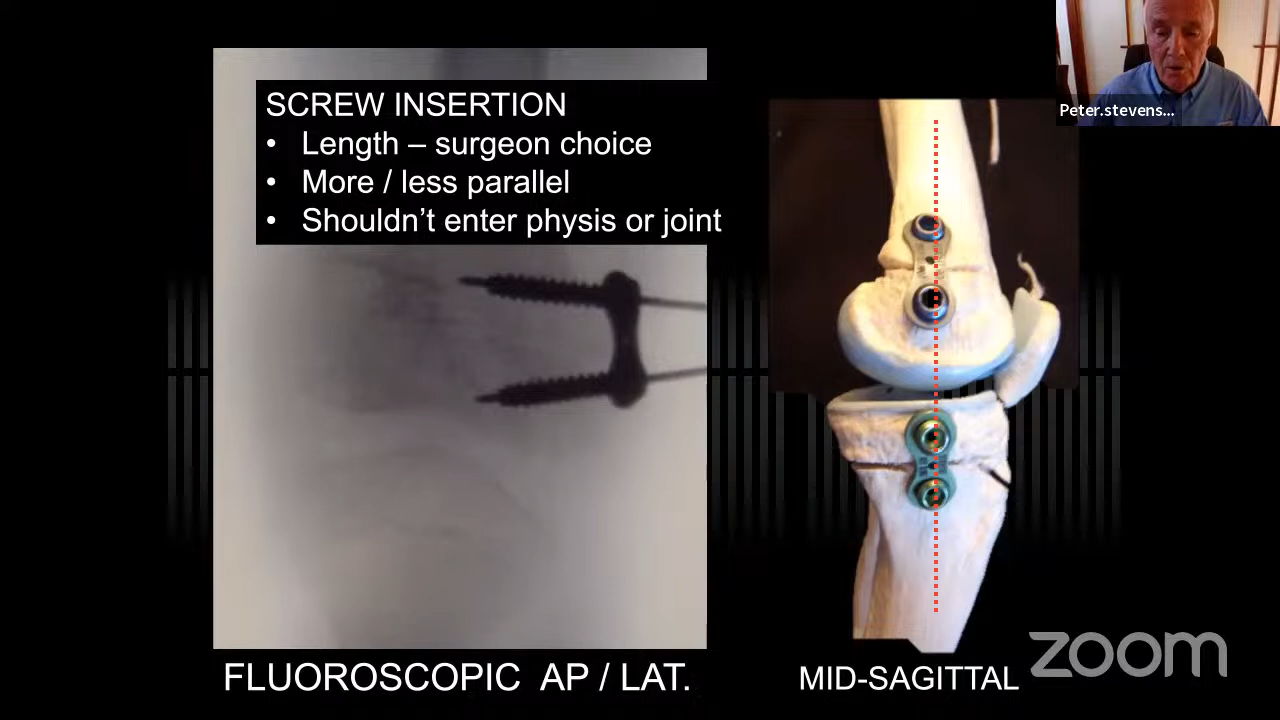 SCREW INSERTION
• Length – surgeon choice
• More / less parallel
• Shouldn’t enter physis or joint
Peter.stevens...
FLUOROSCOPIC AP / LAT.
MID-SAGITTAL
zoom